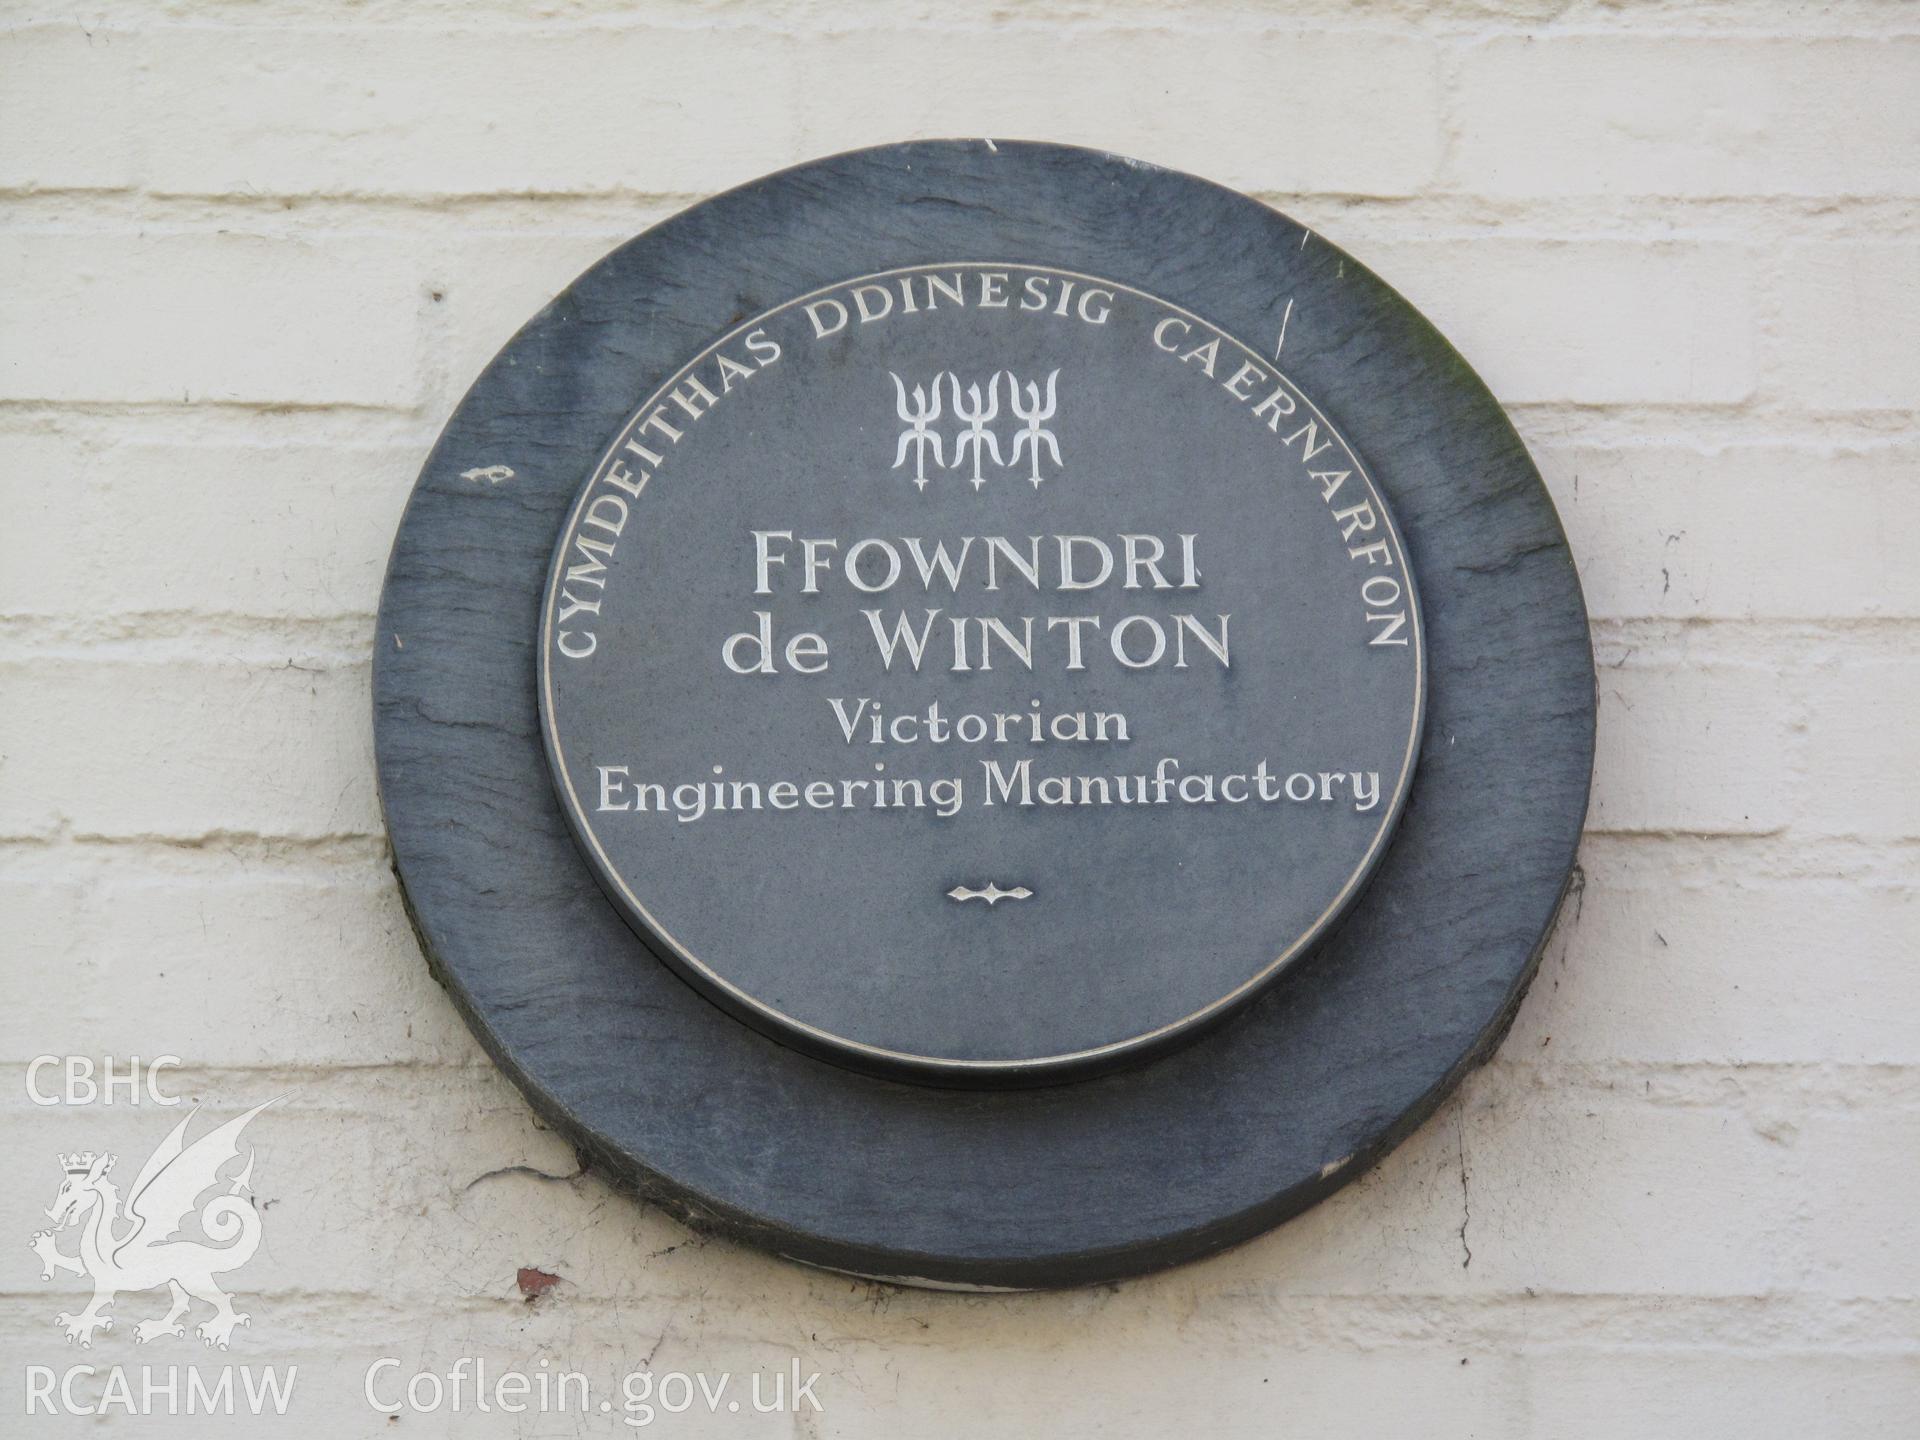 CYMDEITHAS DDINESIG CAERNARFON
FFOWNDRI
de WINTON
Victorian
Engineering Manufactory
CBHC
RCAHMW
Coflein.gov.uk